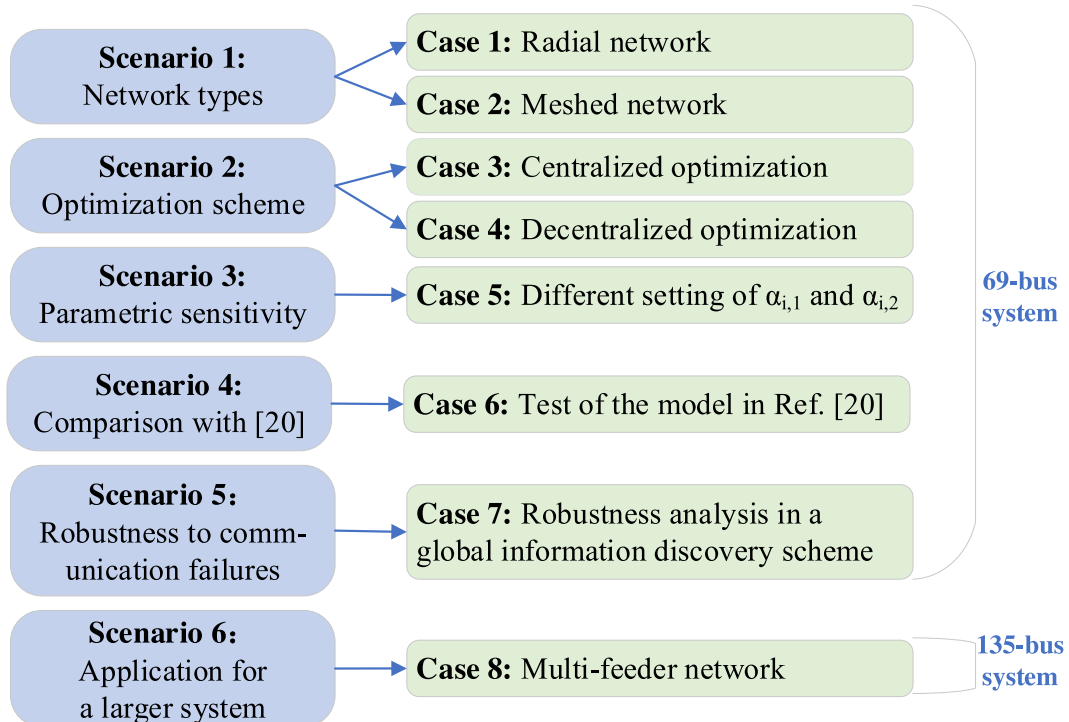 Scenario 1:
Network types
Case 1: Radial network
Case 2: Meshed network
Scenario 2:
Optimization scheme
Case 3: Centralized optimization
Case 4: Decentralized optimization
Scenario 3:
Parametric sensitivity
Case 5: Different setting of α_{i,1} and α_{i,2}
Scenario 4:
Comparison with [20]
Case 6: Test of the model in Ref. [20]
Scenario 5:
Robustness to comm-
unication failures
Case 7: Robustness analysis in a
global information discovery scheme
69-bus
system
Scenario 6:
Application for
a larger system
Case 8: Multi-feeder network
135-bus
system